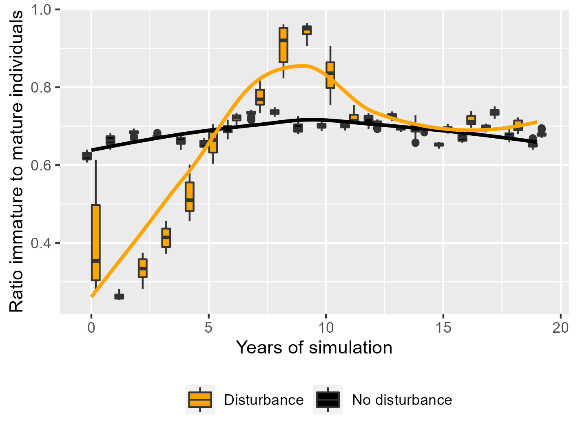 Ratio immature to mature individuals
1.0
0.8
0.6
0.4
0
5
10
15
20
Years of simulation
Disturbance
No disturbance